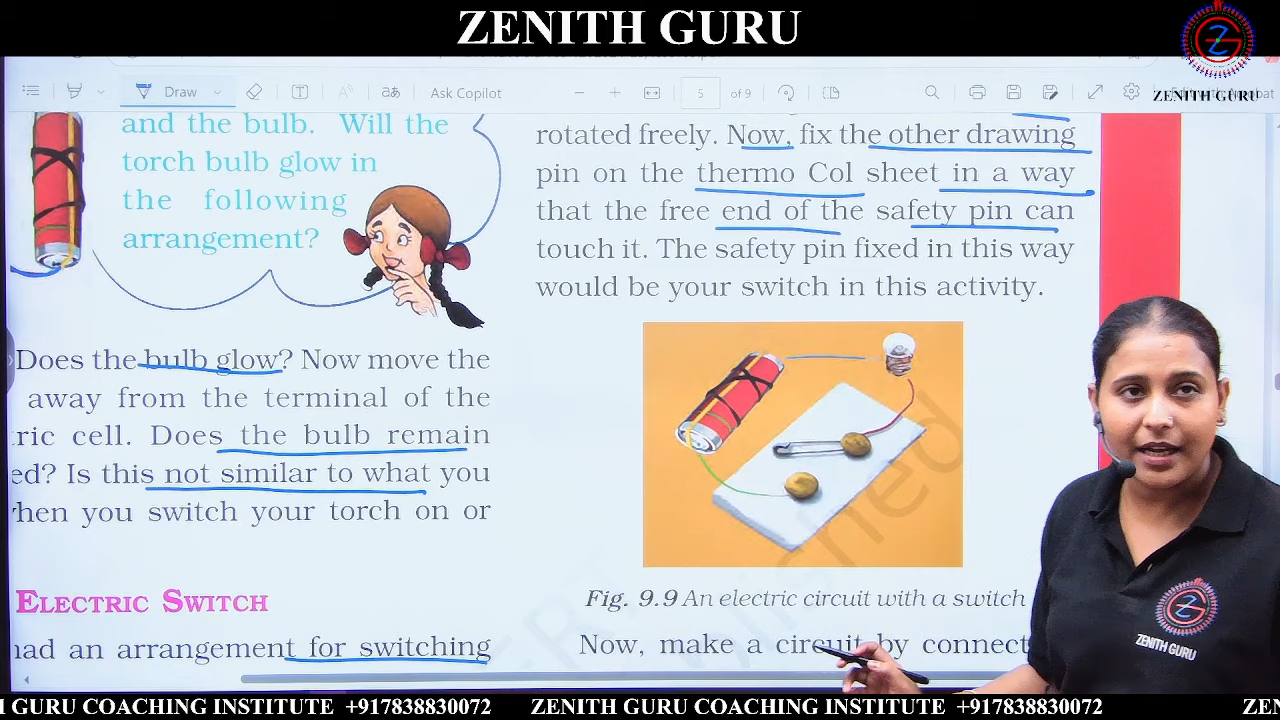 ZENITH GURU
ZENITH GURU
Draw
Ask Copilot
5
of 9
and the bulb. Will the
torch bulb glow in
the following
arrangement?
Does the bulb glow? Now move the
away from the terminal of the
ric cell. Does the bulb remain
ed? Is this not similar to what you
hen you switch your torch on or
ELECTRIC SWITCH
had an arrangement for switching
rotated freely. Now, fix the other drawing
pin on the thermo Col sheet in a way
that the free end of the safety pin can
touch it. The safety pin fixed in this way
would be your switch in this activity.
Fig. 9.9 An electric circuit with a switch
Now, make a circuit by connect
ZENITH GURU
GURU COACHING INSTITUTE +917838830072
ZENITH GURU COACHING INSTITUTE +917838830072